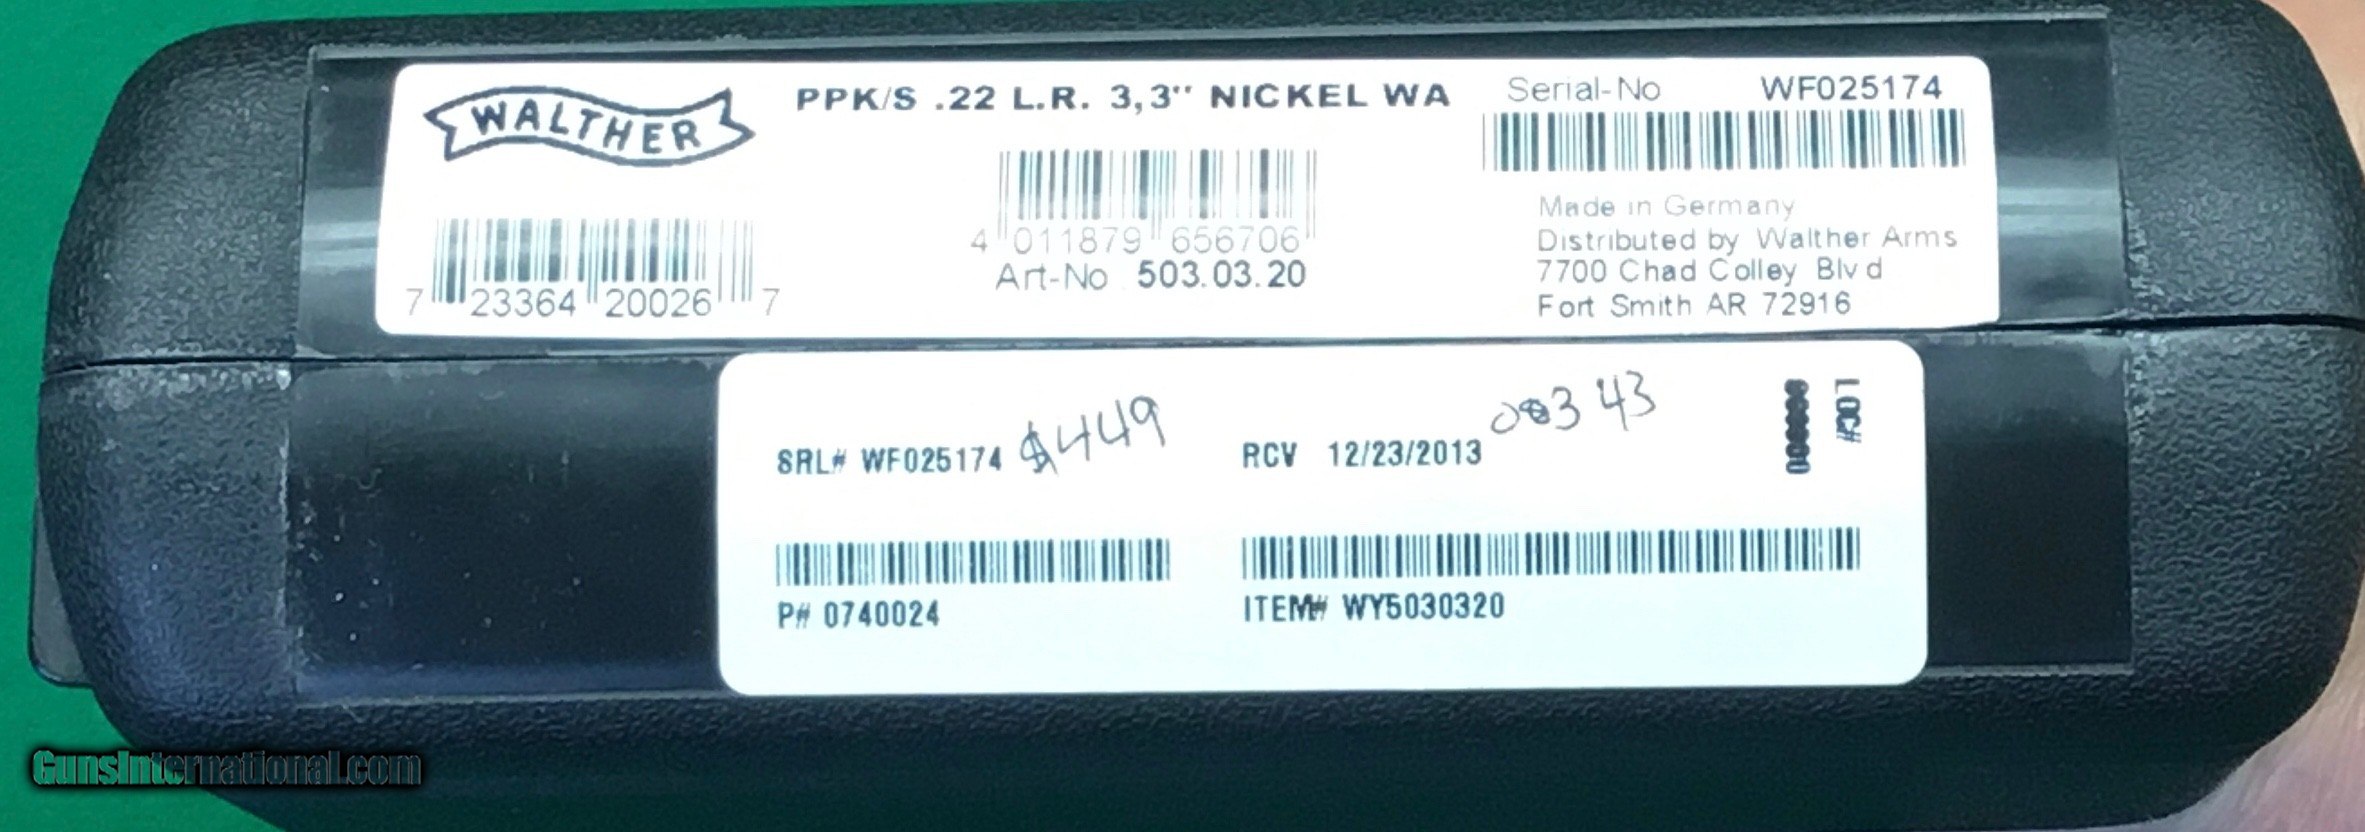 WALTHER
PPK/S .22 L.R. 3,3" NICKEL WA
Serial-No WF025174
7 23364 20026 7
4 011879 656706
Art-No 503.03.20
Made in Germany
Distributed by Walther Arms
7700 Chad Colley Blvd
Fort Smith AR 72916
SRL# WF025174 $449
RCV 12/23/2013
LOC#
P# 0740024
ITEM# WY5030320
GunsInternational.com